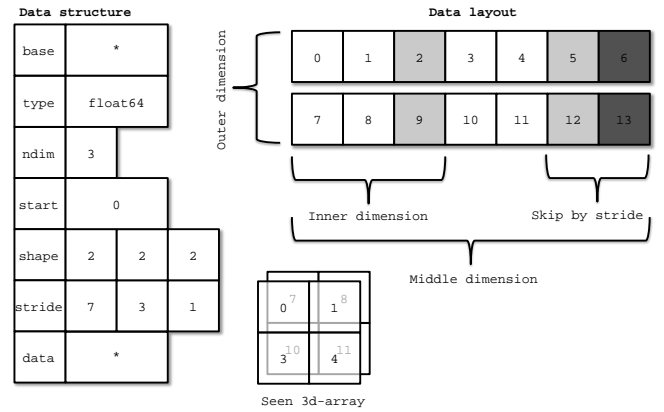 Data structure
base *
type float64
ndim 3
start 0
shape 2 2 2
stride 7 3 1
data *
Data layout
Outer dimension
0 1 2 3 4 5 6
7 8 9 10 11 12 13
Inner dimension
Skip by stride
Middle dimension
0 7 1 8
3 10 4 11
Seen 3d-array